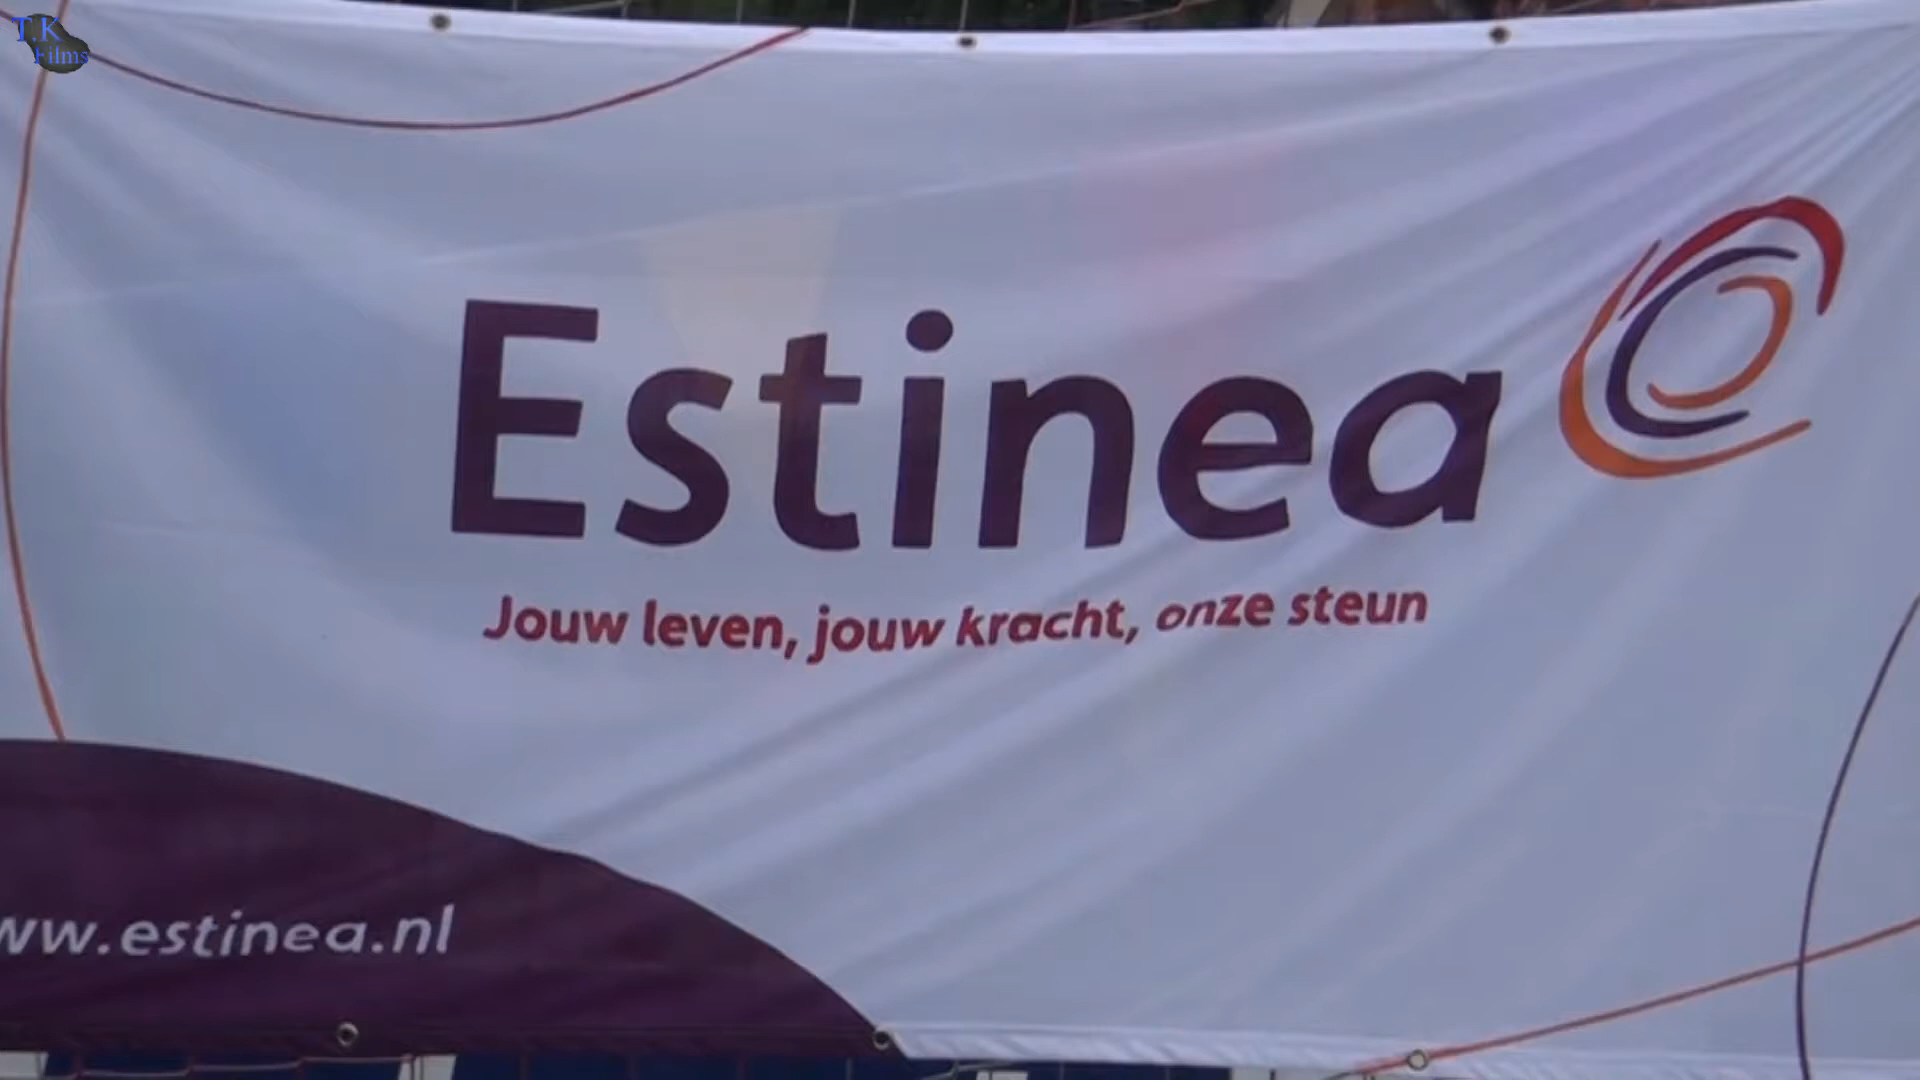 T.K
Films
Estinea
Jouw leven, jouw kracht, onze steun
ww.estinea.nl